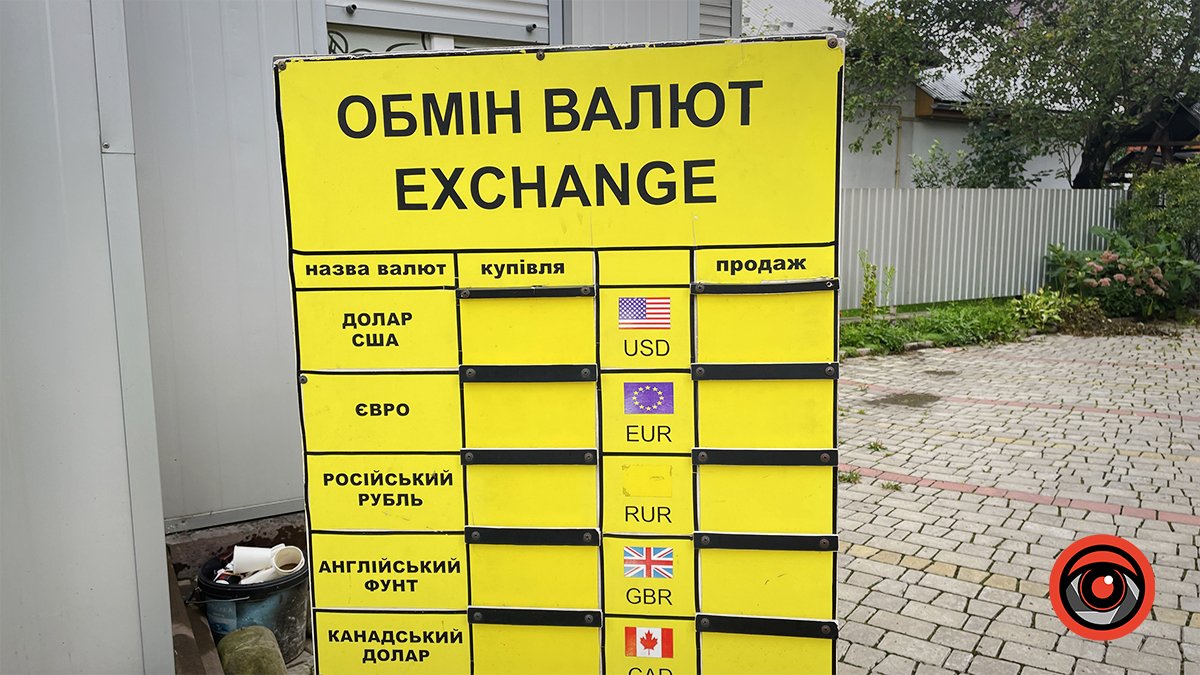 ОБМІН ВАЛЮТ
EXCHANGE
назва валют купівля продаж
ДОЛАР
США
USD
ЄВРО
EUR
РОСІЙСЬКИЙ
РУБЛЬ
RUR
АНГЛІЙСЬКИЙ
ФУНТ
GBR
КАНАДСЬКИЙ
ДОЛАР
CAD